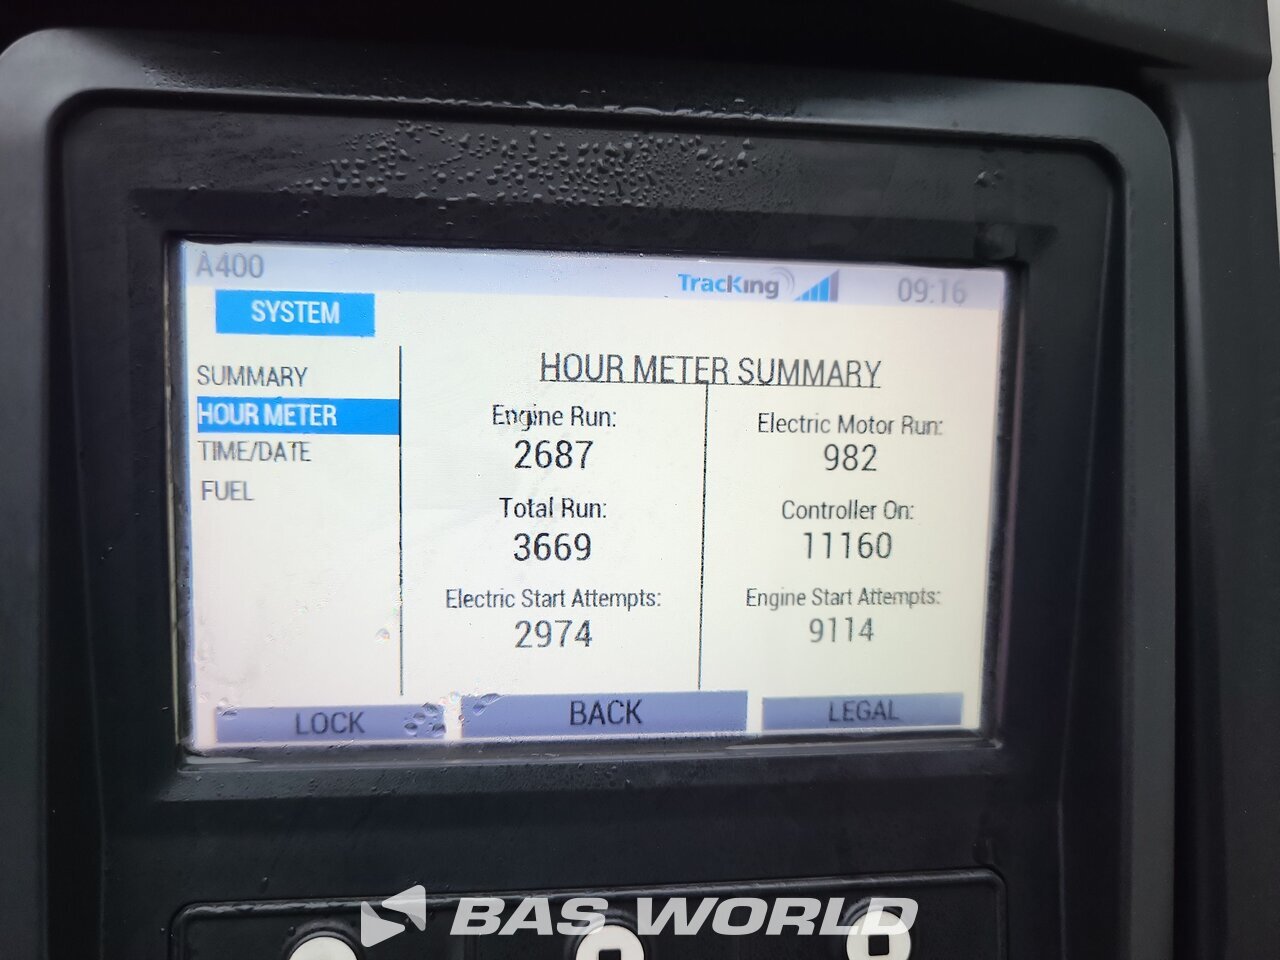 A400
TracKing
09:16
SYSTEM
SUMMARY
HOUR METER
TIME/DATE
FUEL
HOUR METER SUMMARY
Engine Run:
2687
Total Run:
3669
Electric Start Attempts:
2974
Electric Motor Run:
982
Controller On:
11160
Engine Start Attempts:
9114
LOCK
BACK
LEGAL
BAS WORLD